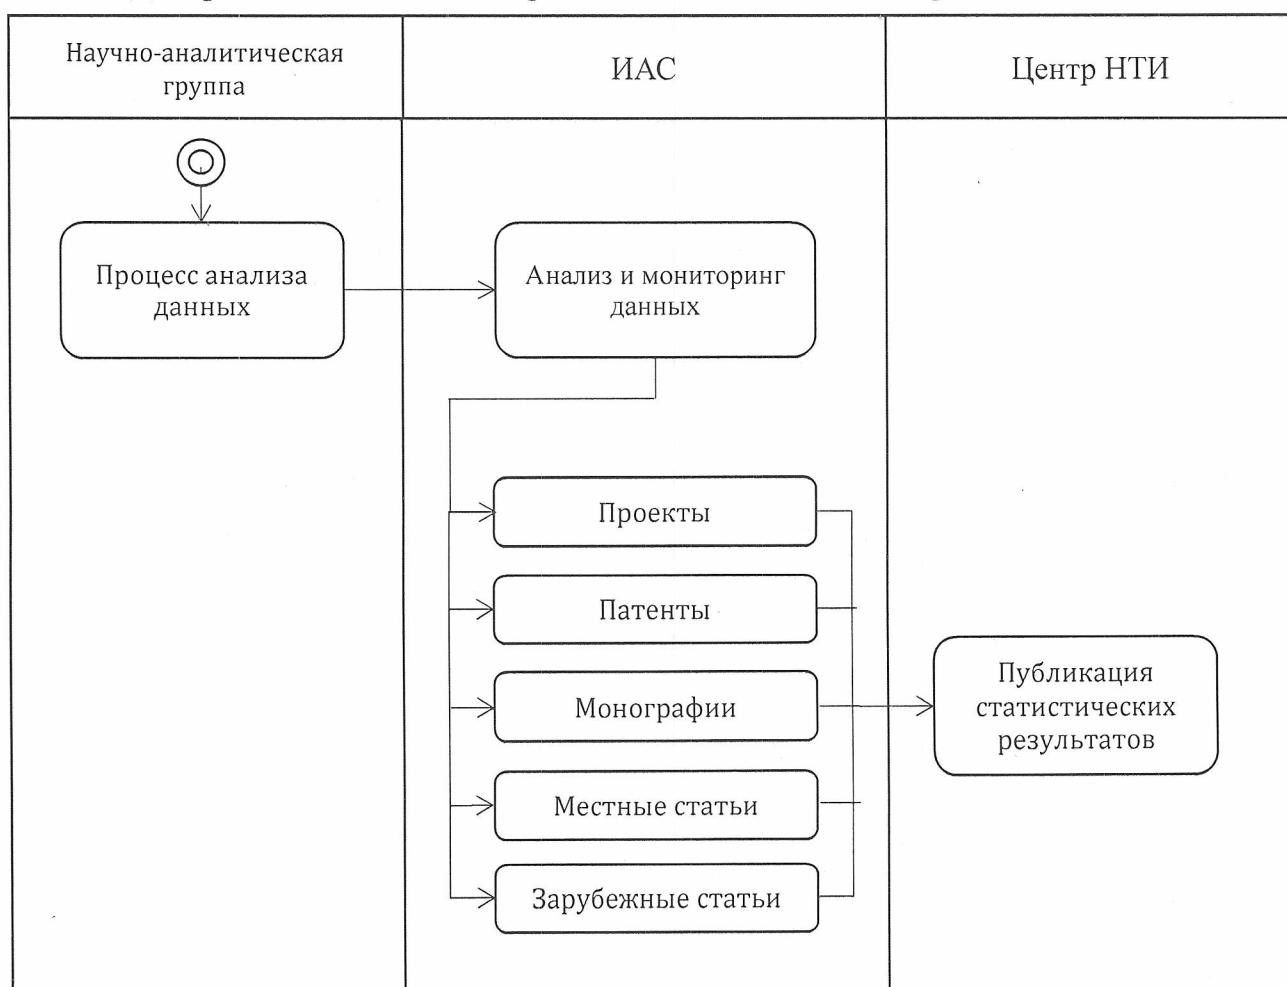 Научно-аналитическая
группа
ИАС
Центр НТИ
Процесс анализа
данных
Анализ и мониторинг
данных
Проекты
Патенты
Монографии
Местные статьи
Зарубежные статьи
Публикация
статистических
результатов